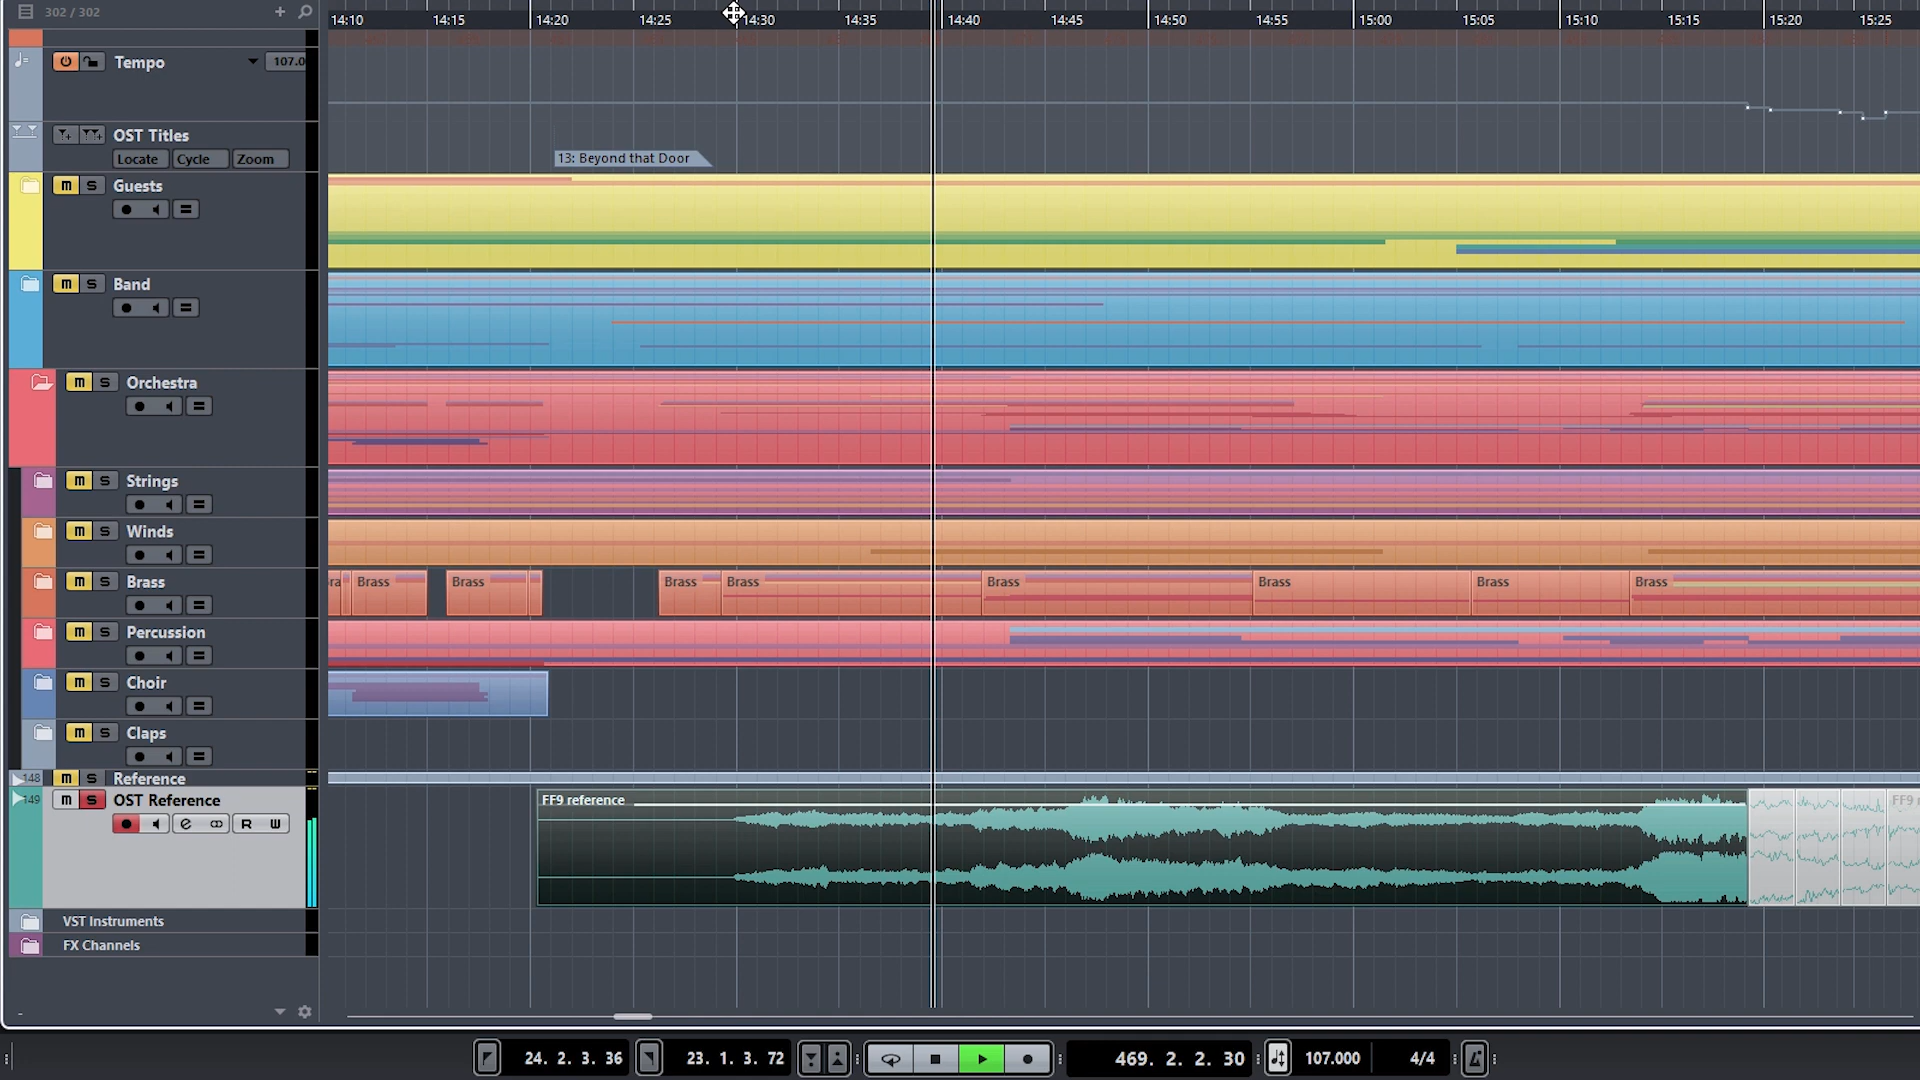 302 / 302
14:10 14:15 14:20 14:25 14:30 14:35 14:40 14:45 14:50 14:55 15:00 15:05 15:10 15:15 15:20 15:25
Tempo 107.0
OST Titles
Locate Cycle Zoom
13: Beyond that Door
m S Guests
m S Band
m S Orchestra
m S Strings
m S Winds
m S Brass
Brass Brass Brass Brass Brass Brass Brass Brass
m S Percussion
m S Choir
m S Claps
148 m S Reference
149 m S OST Reference
R W
FF9 reference
FF9
VST Instruments
FX Channels
24. 2. 3. 36 23. 1. 3. 72 469. 2. 2. 30 107.000 4/4